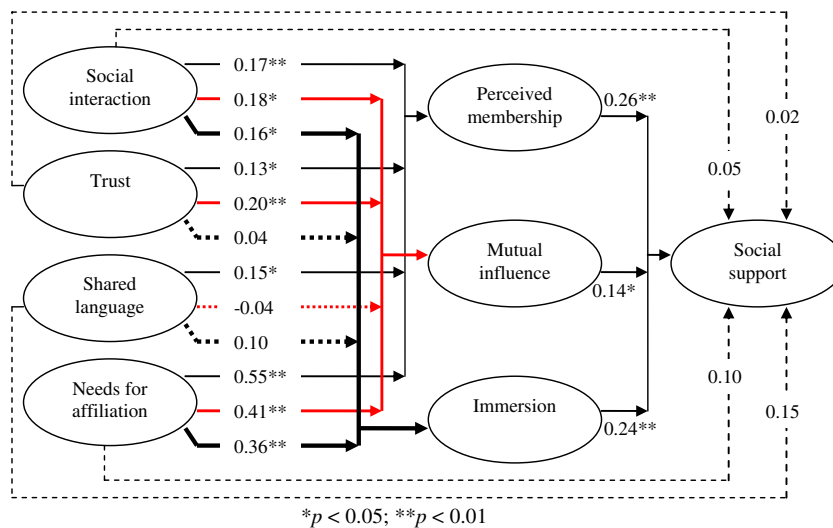 Social
interaction
Trust
Shared
language
Needs for
affiliation
0.17**
0.18*
0.16*
0.13*
0.20**
0.04
0.15*
-0.04
0.10
0.55**
0.41**
0.36**
Perceived
membership
Mutual
influence
Immersion
0.26**
0.14*
0.24**
0.02
0.05
Social
support
0.10
0.15
*p < 0.05; **p < 0.01